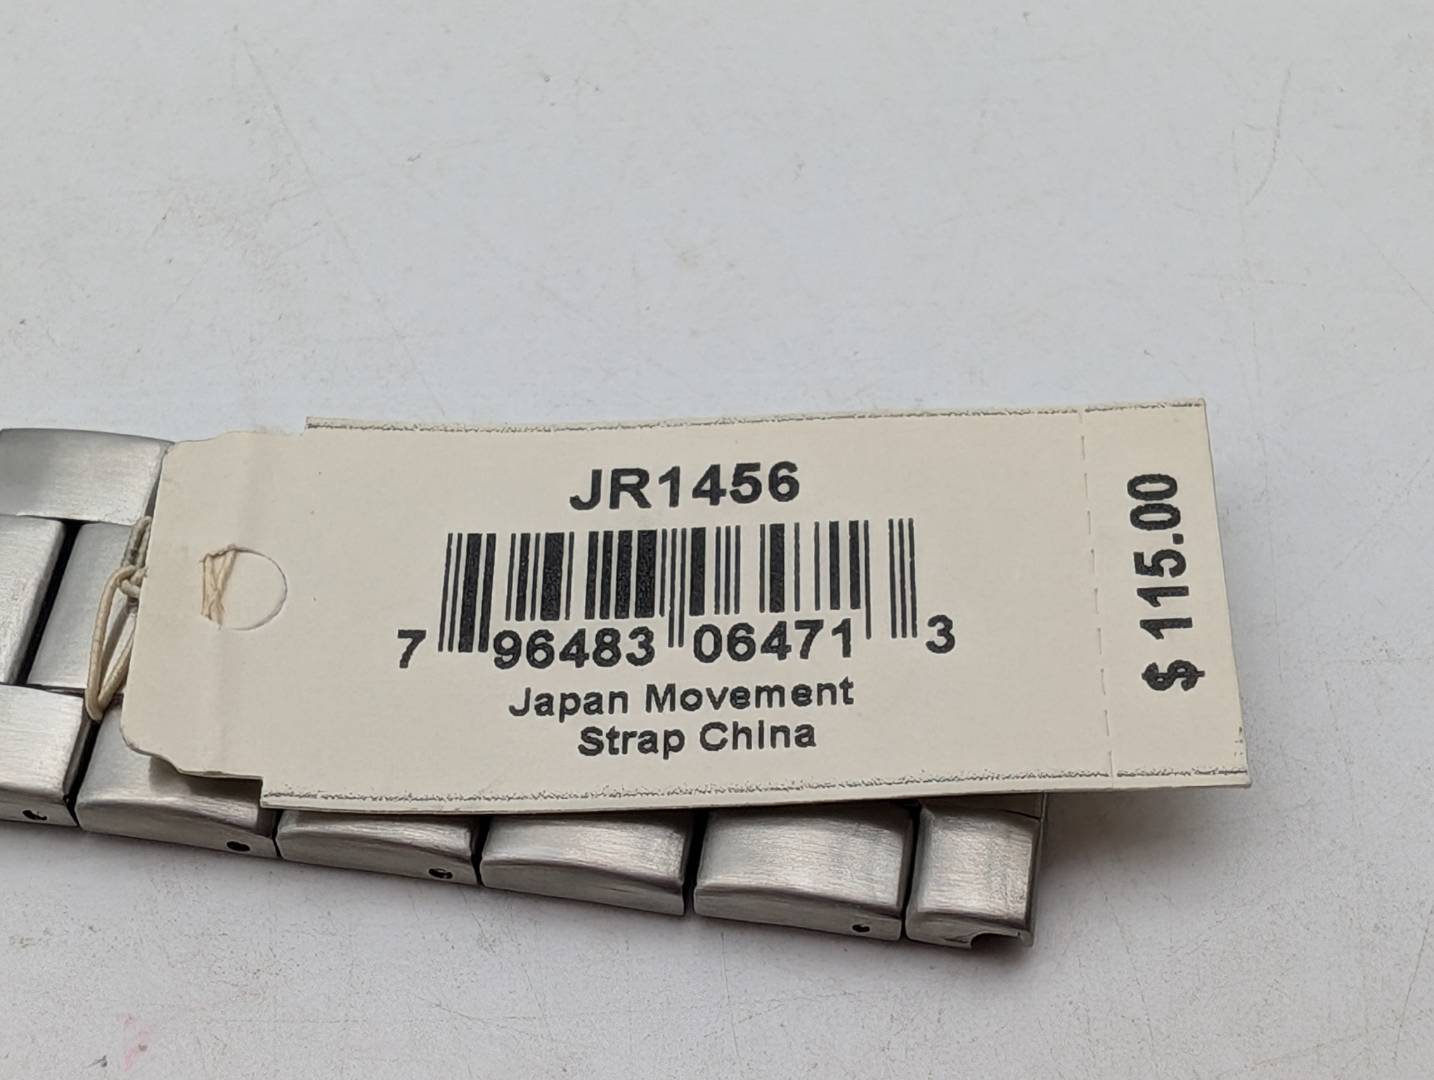 JR1456
7 96483 06471 3
Japan Movement
Strap China
$ 115.00